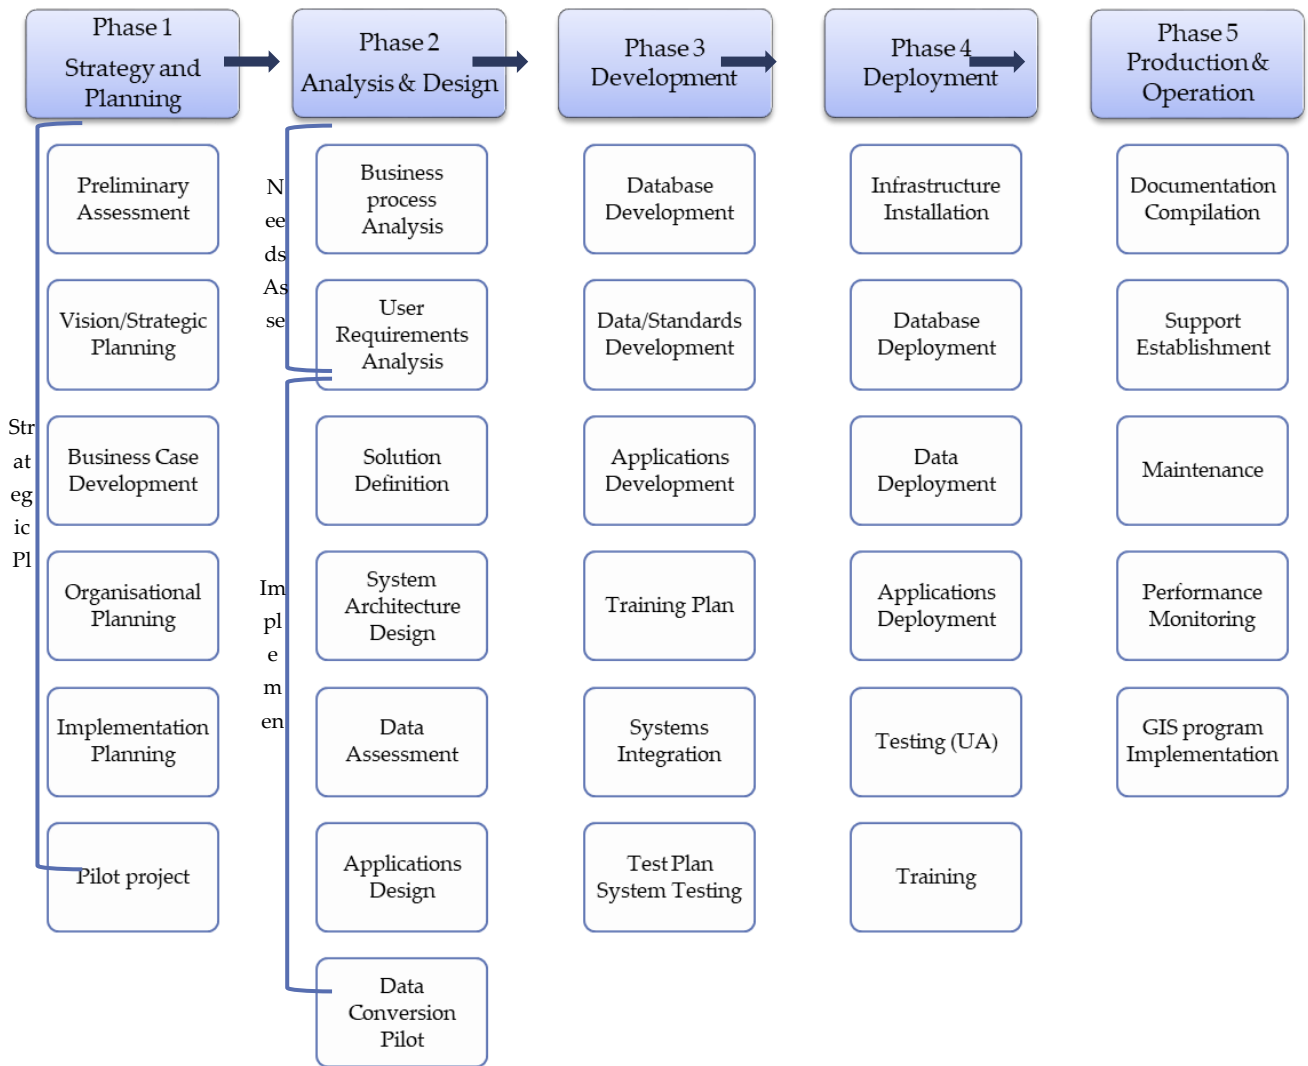 Phase 1
Strategy and
Planning
Phase 2
Analysis & Design
Phase 3
Development
Phase 4
Deployment
Phase 5
Production &
Operation
Str
at
eg
ic
Pl
Preliminary
Assessment
Vision/Strategic
Planning
Business Case
Development
Organisational
Planning
Implementation
Planning
Pilot project
N
ee
ds
As
se
Im
pl
e
m
en
Business
process
Analysis
User
Requirements
Analysis
Solution
Definition
System
Architecture
Design
Data
Assessment
Applications
Design
Data
Conversion
Pilot
Database
Development
Data/Standards
Development
Applications
Development
Training Plan
Systems
Integration
Test Plan
System Testing
Infrastructure
Installation
Database
Deployment
Data
Deployment
Applications
Deployment
Testing (UA)
Training
Documentation
Compilation
Support
Establishment
Maintenance
Performance
Monitoring
GIS program
Implementation